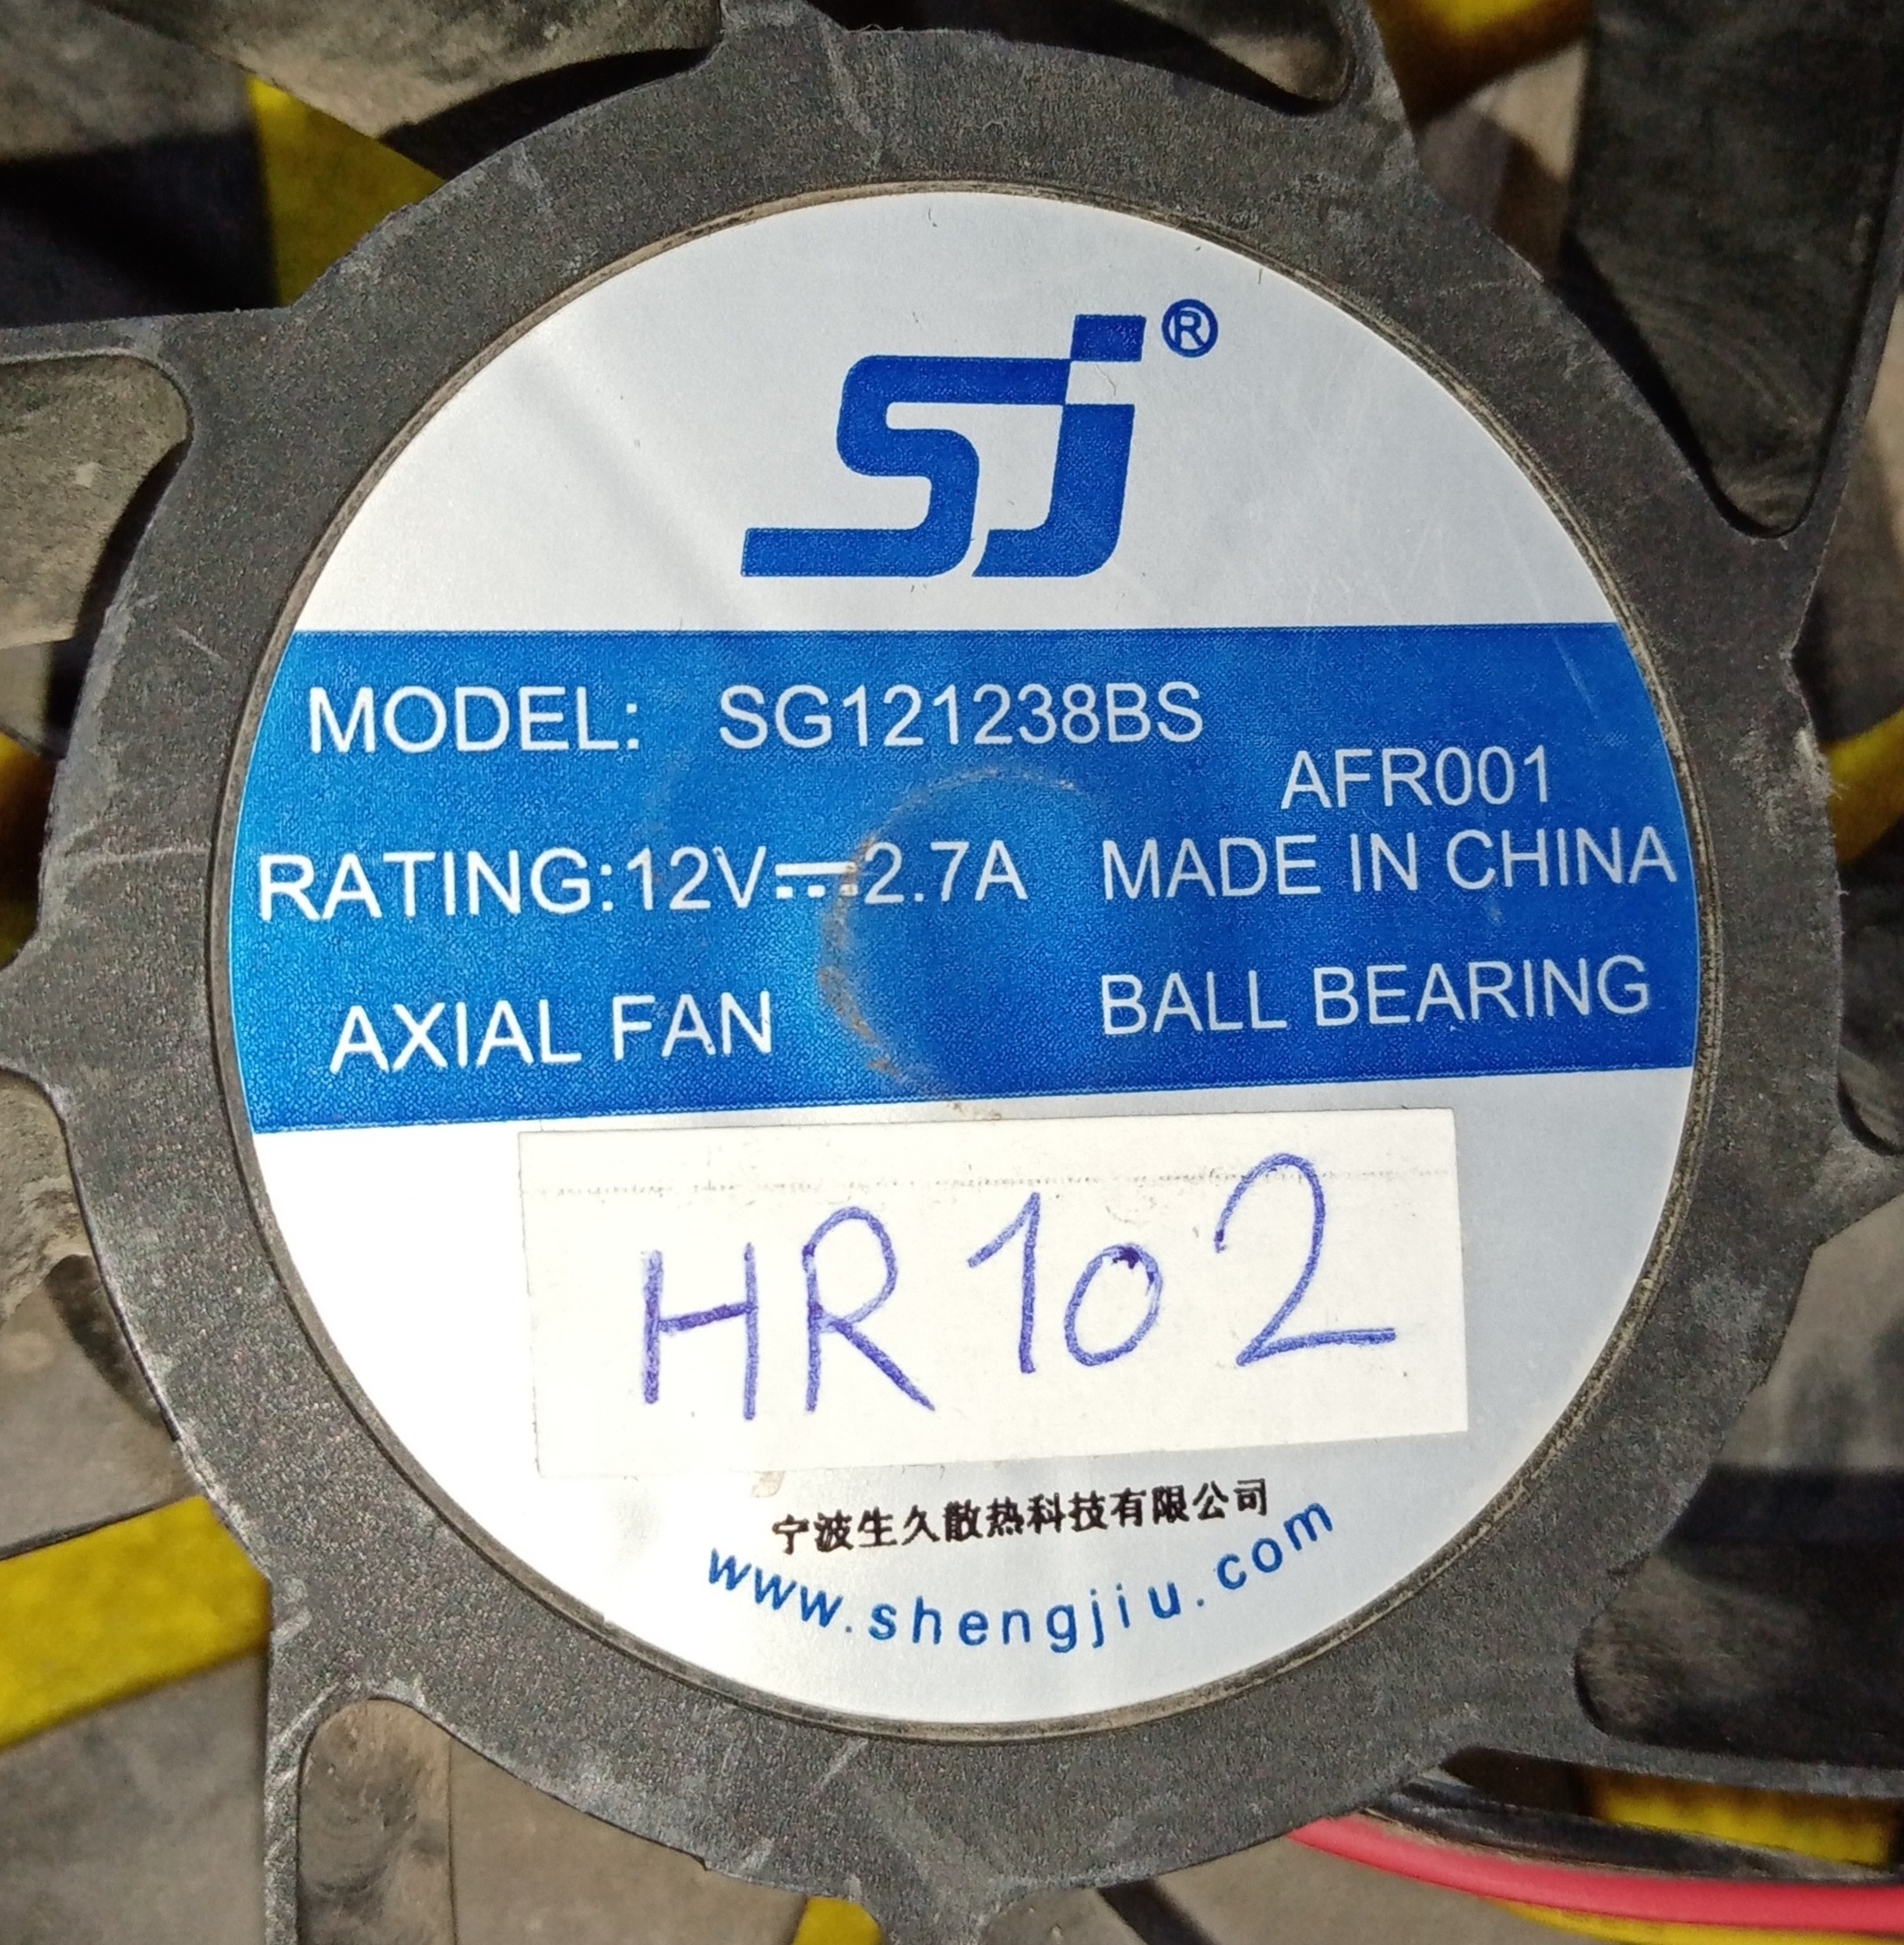 SJ®
MODEL: SG121238BS
AFR001
RATING:12V⎓2.7A MADE IN CHINA
AXIAL FAN BALL BEARING
HR102
宁波生久散热科技有限公司
www.shengjiu.com